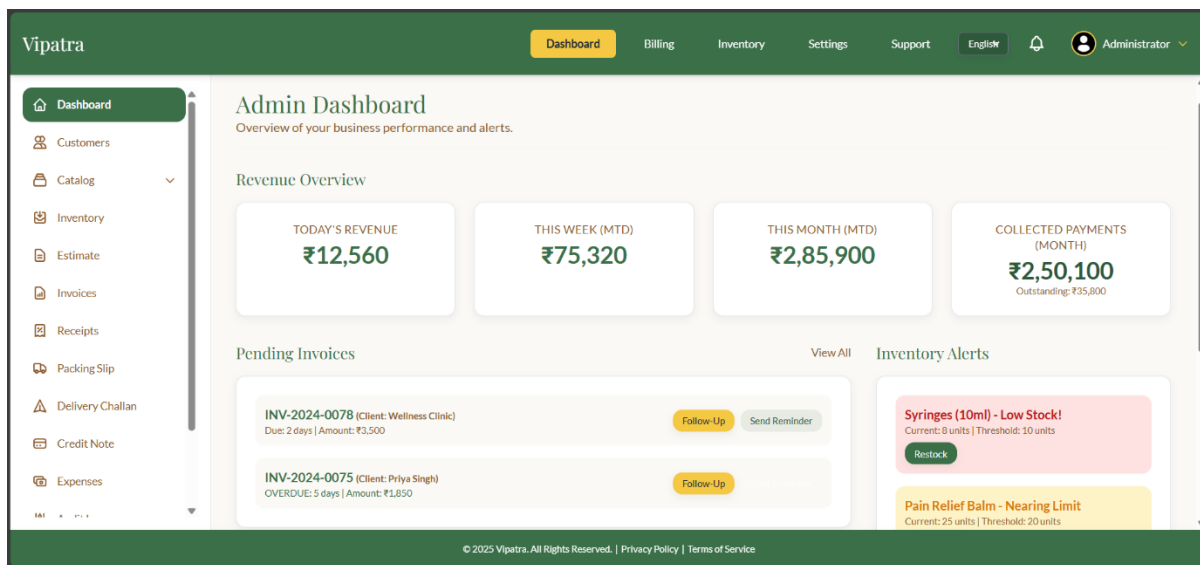 Vipatra
Dashboard
Billing
Inventory
Settings
Support
English
Administrator
Dashboard
Customers
Catalog
Inventory
Estimate
Invoices
Receipts
Packing Slip
Delivery Challan
Credit Note
Expenses
Admin Dashboard
Overview of your business performance and alerts.
Revenue Overview
TODAY'S REVENUE
₹12,560
THIS WEEK (MTD)
₹75,320
THIS MONTH (MTD)
₹2,85,900
COLLECTED PAYMENTS
(MONTH)
₹2,50,100
Outstanding: ₹35,800
Pending Invoices
View All
INV-2024-0078 (Client: Wellness Clinic)
Due: 2 days | Amount: ₹3,500
Follow-Up
Send Reminder
INV-2024-0075 (Client: Priya Singh)
OVERDUE: 5 days | Amount: ₹1,850
Follow-Up
Inventory Alerts
Syringes (10ml) - Low Stock!
Current: 8 units | Threshold: 10 units
Restock
Pain Relief Balm - Nearing Limit
Current: 25 units | Threshold: 20 units
© 2025 Vipatra. All Rights Reserved. | Privacy Policy | Terms of Service